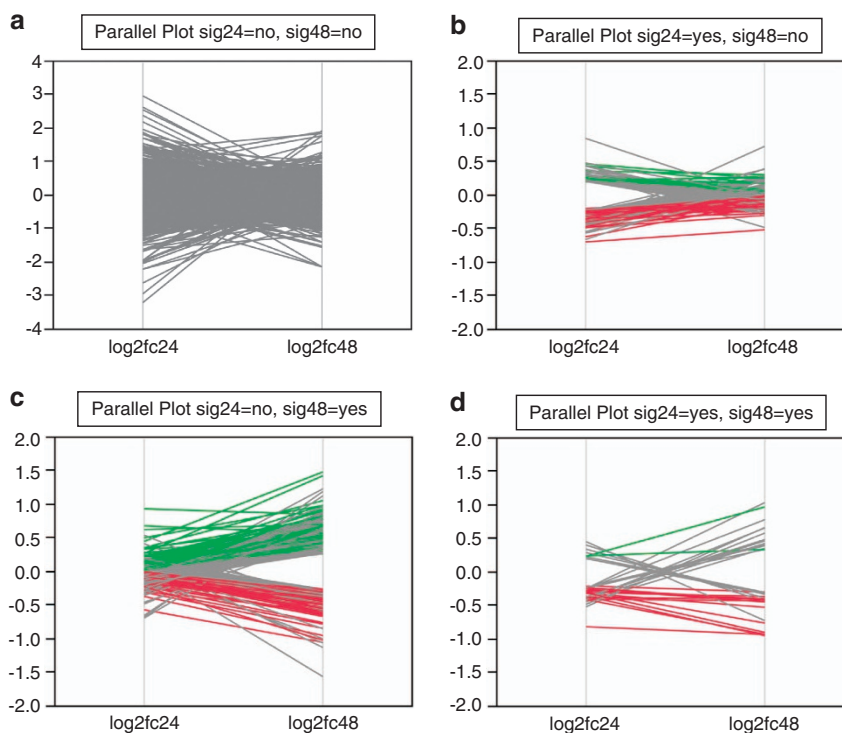 a
Parallel Plot sig24=no, sig48=no
4
3
2
1
0
-1
-2
-3
-4
log2fc24
log2fc48
b
Parallel Plot sig24=yes, sig48=no
2.0
1.5
1.0
0.5
0.0
-0.5
-1.0
-1.5
-2.0
log2fc24
log2fc48
c
Parallel Plot sig24=no, sig48=yes
2.0
1.5
1.0
0.5
0.0
-0.5
-1.0
-1.5
-2.0
log2fc24
log2fc48
d
Parallel Plot sig24=yes, sig48=yes
2.0
1.5
1.0
0.5
0.0
-0.5
-1.0
-1.5
-2.0
log2fc24
log2fc48